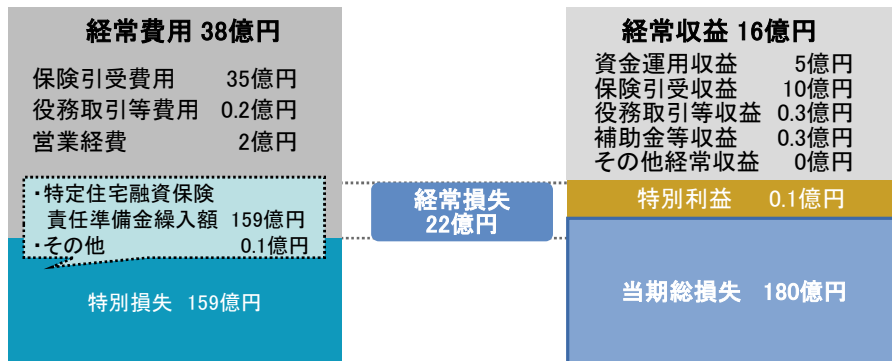 経常費用 38億円
保険引受費用 35億円
役務取引等費用 0.2億円
営業経費 2億円
・特定住宅融資保険
責任準備金繰入額 159億円
・その他 0.1億円
特別損失 159億円
経常損失
22億円
経常収益 16億円
資金運用収益 5億円
保険引受収益 10億円
役務取引等収益 0.3億円
補助金等収益 0.3億円
その他経常収益 0億円
特別利益 0.1億円
当期総損失 180億円